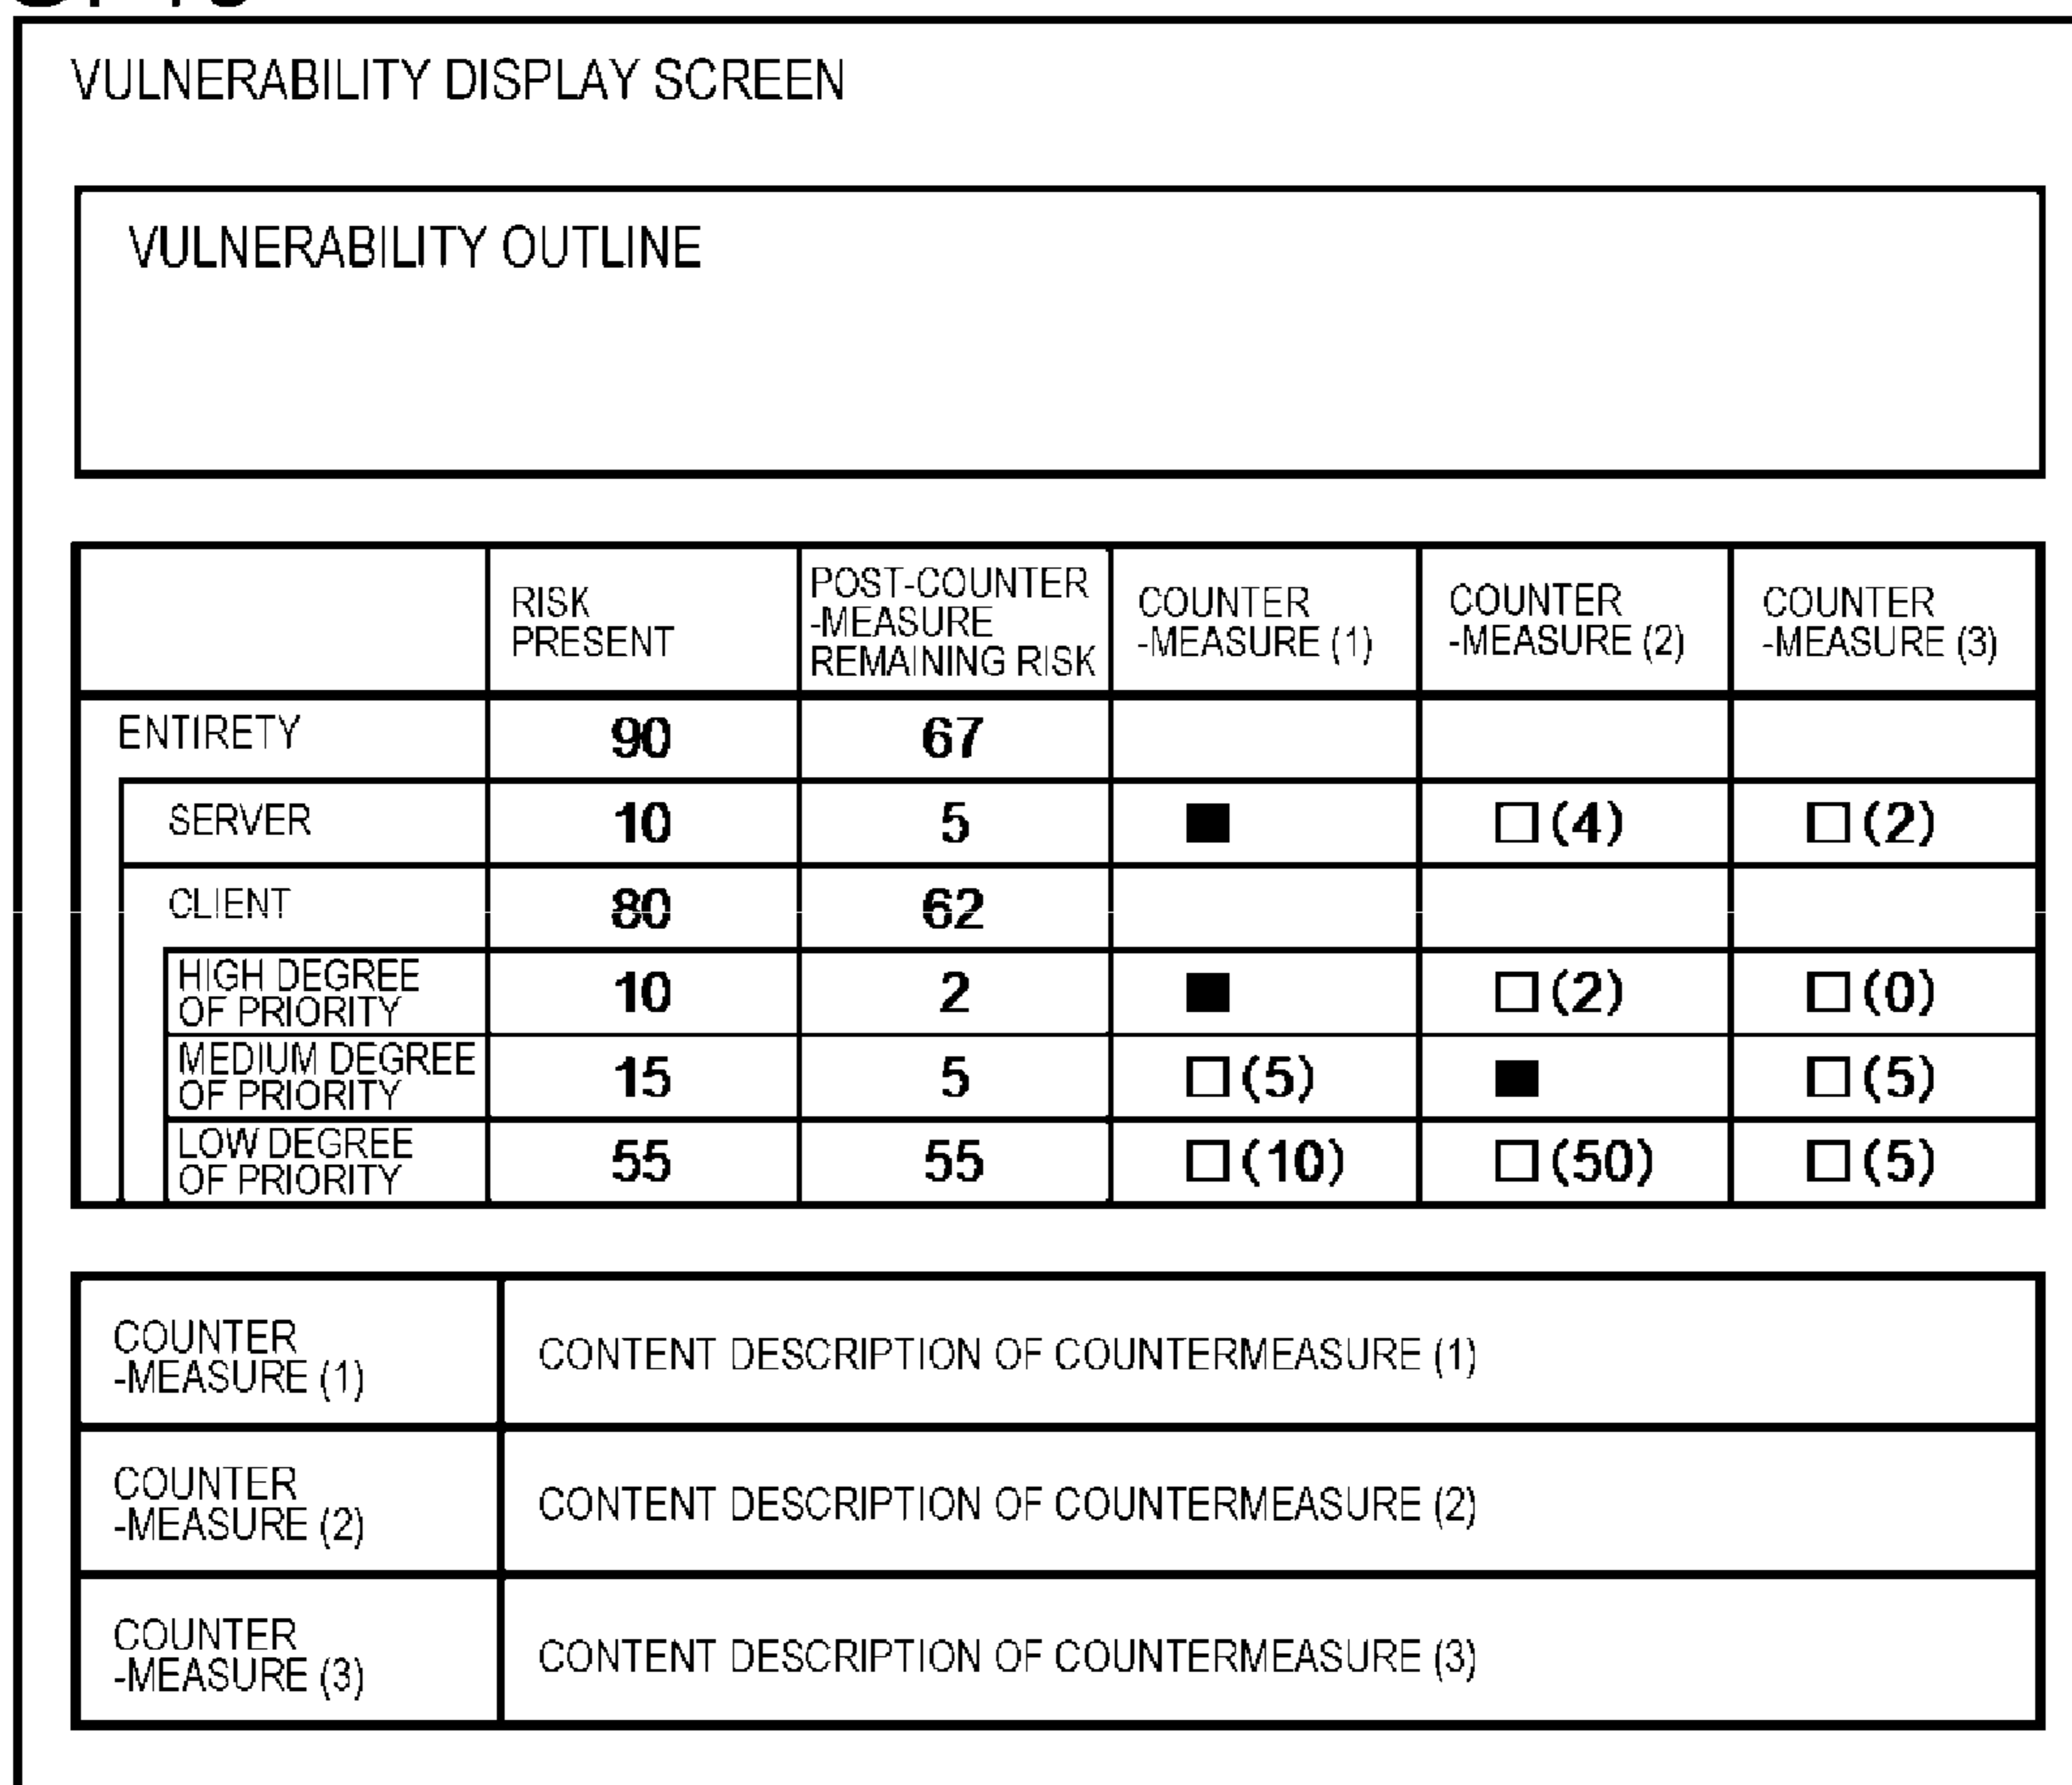 VULNERABILITY DISPLAY SCREEN
VULNERABILITY OUTLINE
RISK
PRESENT
POST-COUNTER
-MEASURE
REMAINING RISK
COUNTER
-MEASURE (1)
COUNTER
-MEASURE (2)
COUNTER
-MEASURE (3)
ENTIRETY 90 67
SERVER 10 5 ■ □(4) □(2)
CLIENT 80 62
HIGH DEGREE
OF PRIORITY
10 2 ■ □(2) □(0)
MEDIUM DEGREE
OF PRIORITY
15 5 □(5) ■ □(5)
LOW DEGREE
OF PRIORITY
55 55 □(10) □(50) □(5)
COUNTER
-MEASURE (1)
CONTENT DESCRIPTION OF COUNTERMEASURE (1)
COUNTER
-MEASURE (2)
CONTENT DESCRIPTION OF COUNTERMEASURE (2)
COUNTER
-MEASURE (3)
CONTENT DESCRIPTION OF COUNTERMEASURE (3)